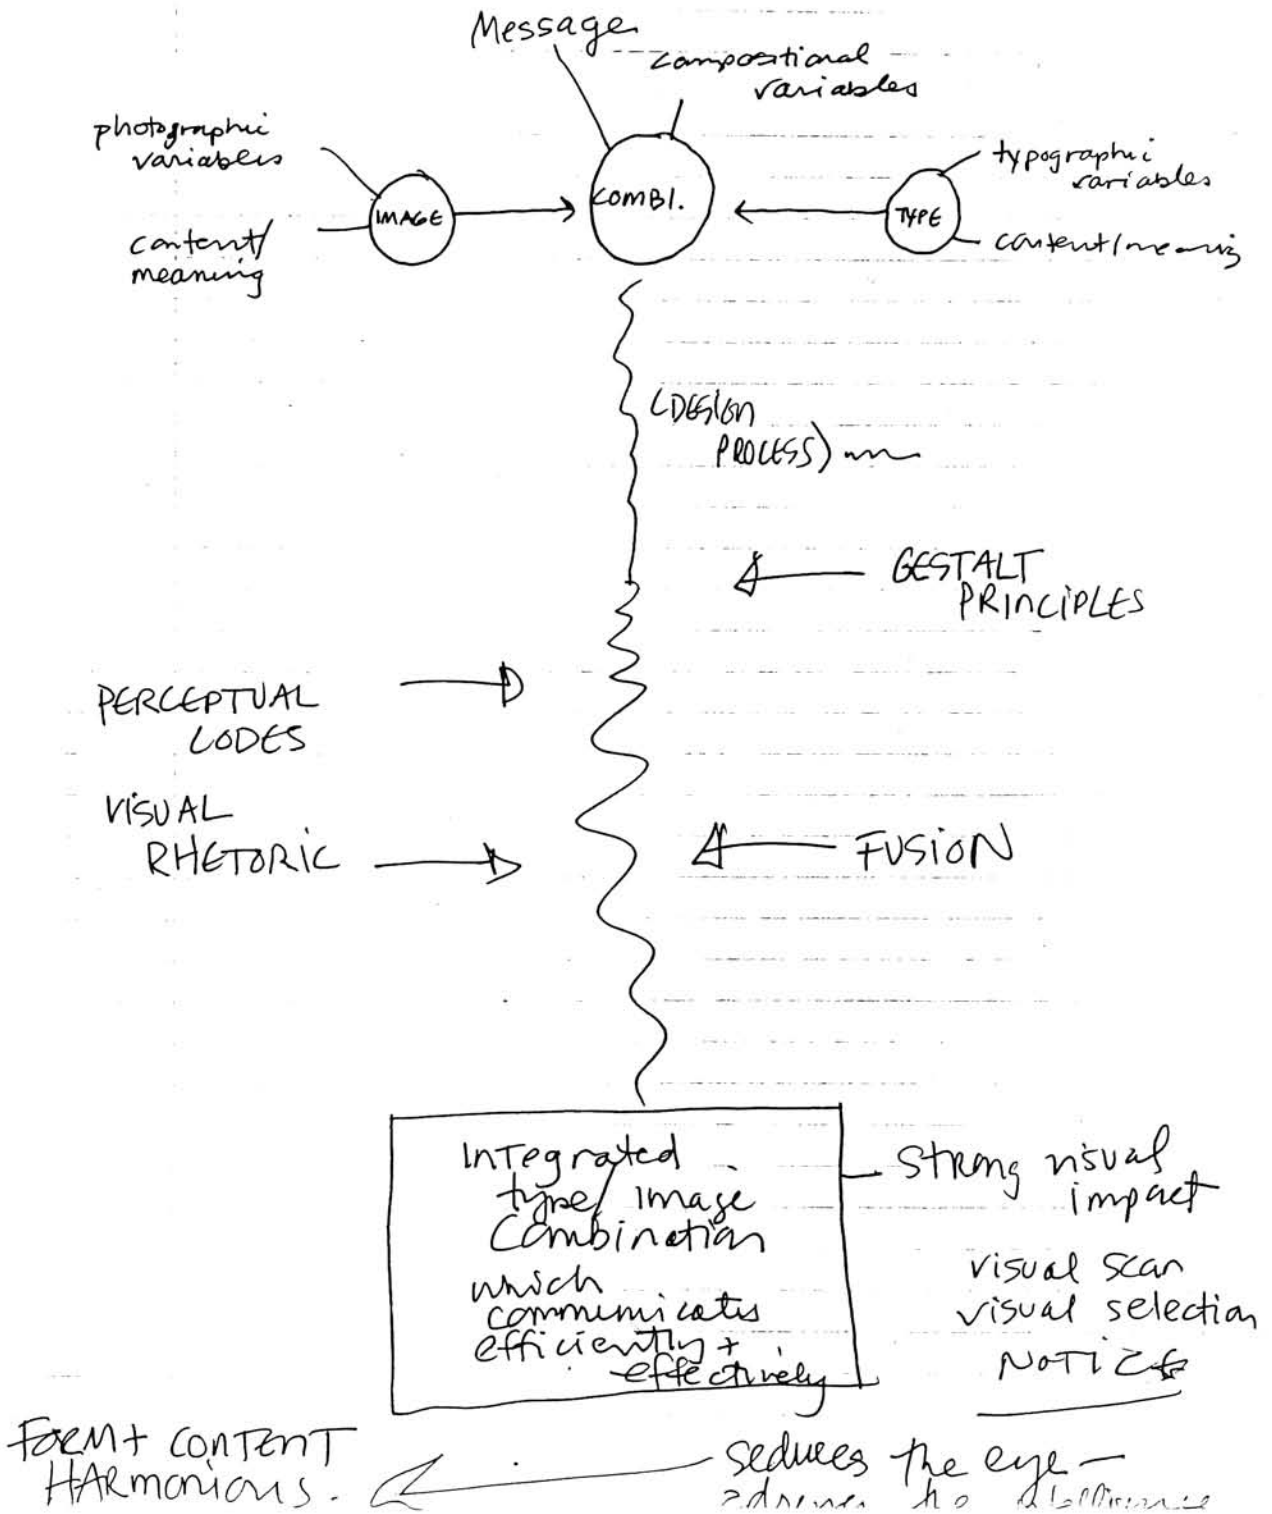 Message
compositional
variables
photographic
variables
typographic
variables
IMAGE
COMBI.
TYPE
content/
meaning
content/meaning
(DESIGN
PROCESS)
GESTALT
PRINCIPLES
PERCEPTUAL
CODES
VISUAL
RHETORIC
FUSION
INTegrated
type/image
Combination
which
communicates
efficiently +
effectively
Strong visual
impact
visual scan
visual selection
NOTICE
FORM + CONTENT
HARmonious.
seduces the eye —